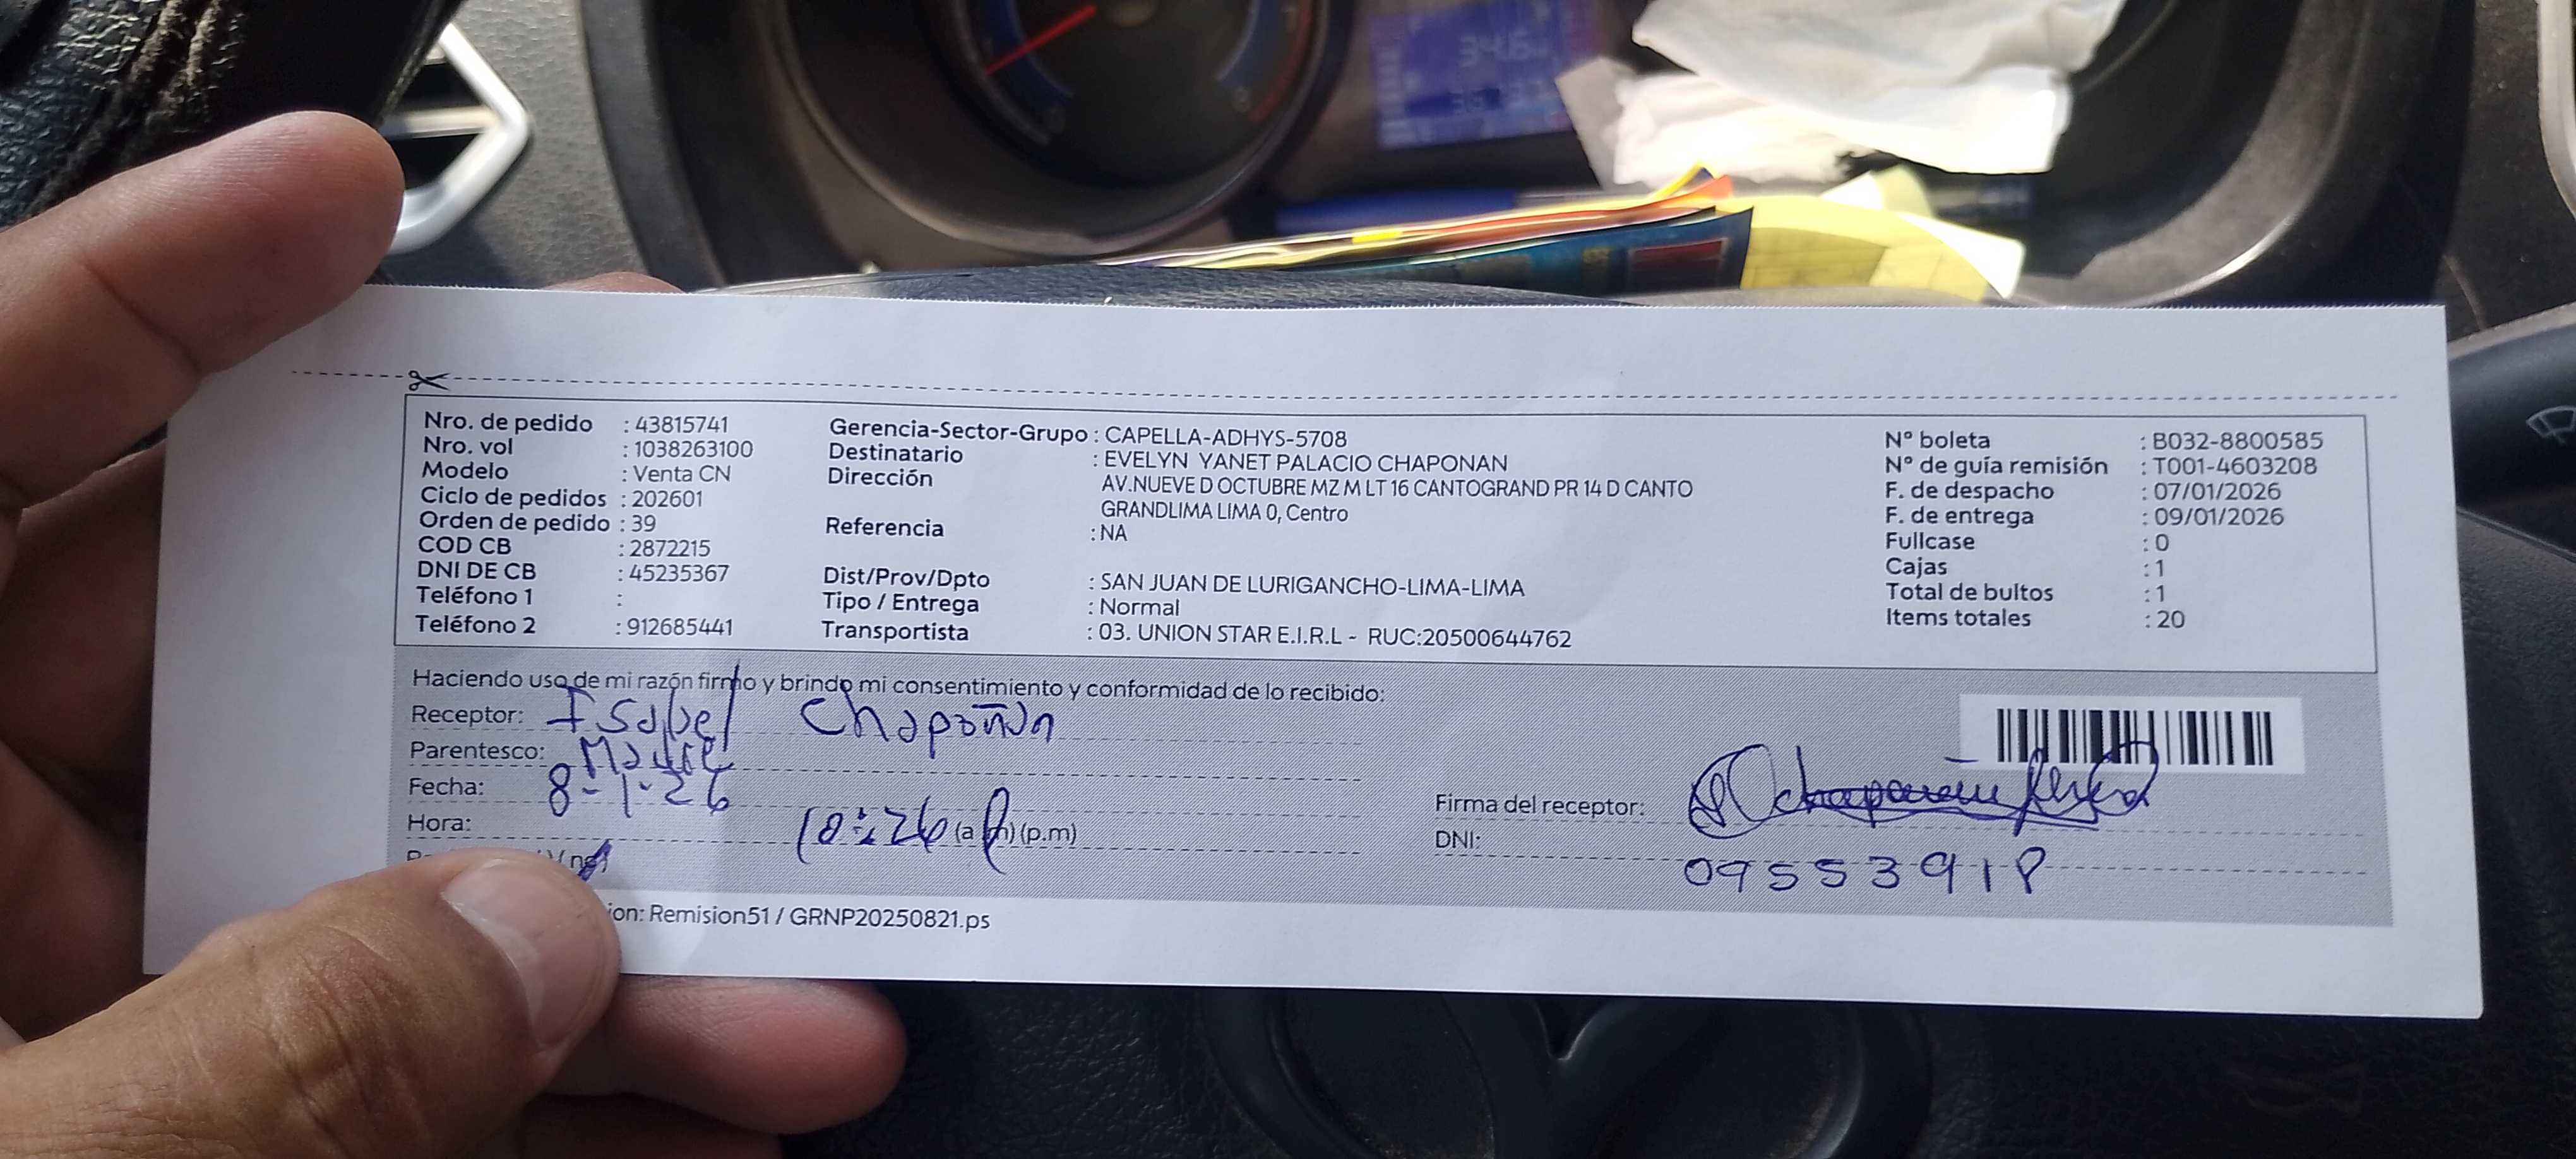 Nro. de pedido : 43815741
Nro. vol : 1038263100
Modelo : Venta CN
Ciclo de pedidos : 202601
Orden de pedido : 39
COD CB : 2872215
DNI DE CB : 45235367
Teléfono 1 :
Teléfono 2 : 912685441
Gerencia-Sector-Grupo : CAPELLA-ADHYS-5708
Destinatario : EVELYN YANET PALACIO CHAPONAN
Dirección AV.NUEVE D OCTUBRE MZ M LT 16 CANTOGRAND PR 14 D CANTO
GRANDLIMA LIMA 0, Centro
Referencia : NA
Dist/Prov/Dpto : SAN JUAN DE LURIGANCHO-LIMA-LIMA
Tipo / Entrega : Normal
Transportista : 03. UNION STAR E.I.R.L - RUC:20500644762
N° boleta : B032-8800585
N° de guía remisión : T001-4603208
F. de despacho : 07/01/2026
F. de entrega : 09/01/2026
Fullcase : 0
Cajas : 1
Total de bultos : 1
Items totales : 20
Haciendo uso de mi razón firmo y brindo mi consentimiento y conformidad de lo recibido:
Receptor: Isabel Chapoñan
Parentesco: Madre
Fecha: 8-1-26
Hora: (p.m)
Firma del receptor:
DNI: 0955391P
Remision51 / GRNP20250821.ps